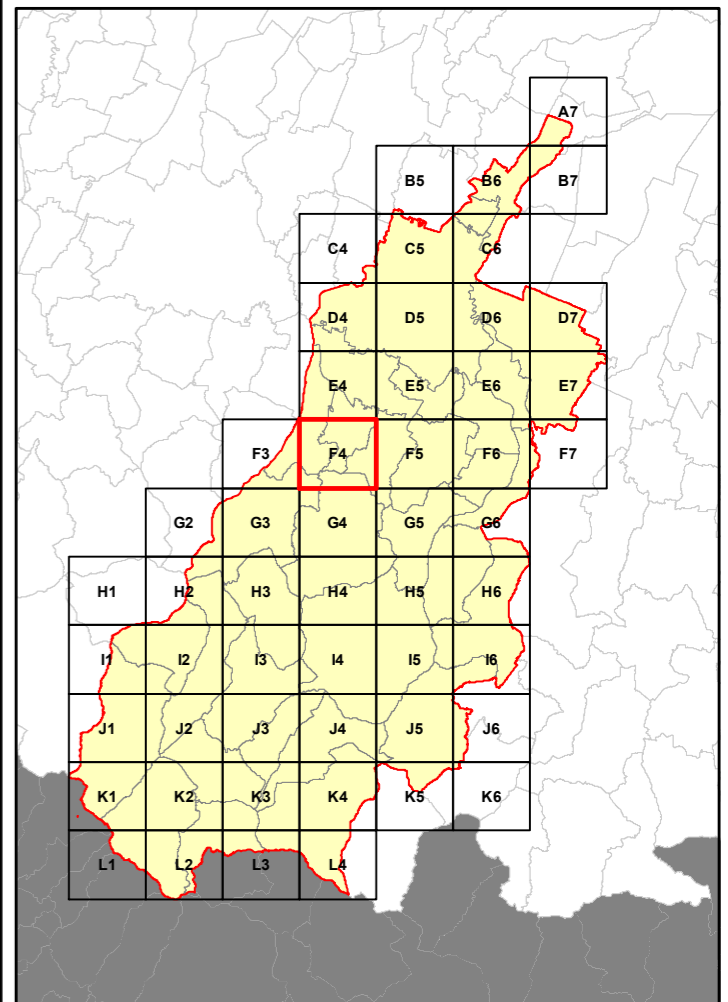 A7
B5 B6 B7
C4 C5 C6
D4 D5 D6 D7
E4 E5 E6 E7
F3 F4 F5 F6 F7
G2 G3 G4 G5 G6
H1 H2 H3 H4 H5 H6
I1 I2 I3 I4 I5 I6
J1 J2 J3 J4 J5 J6
K1 K2 K3 K4 K5 K6
L1 L2 L3 L4